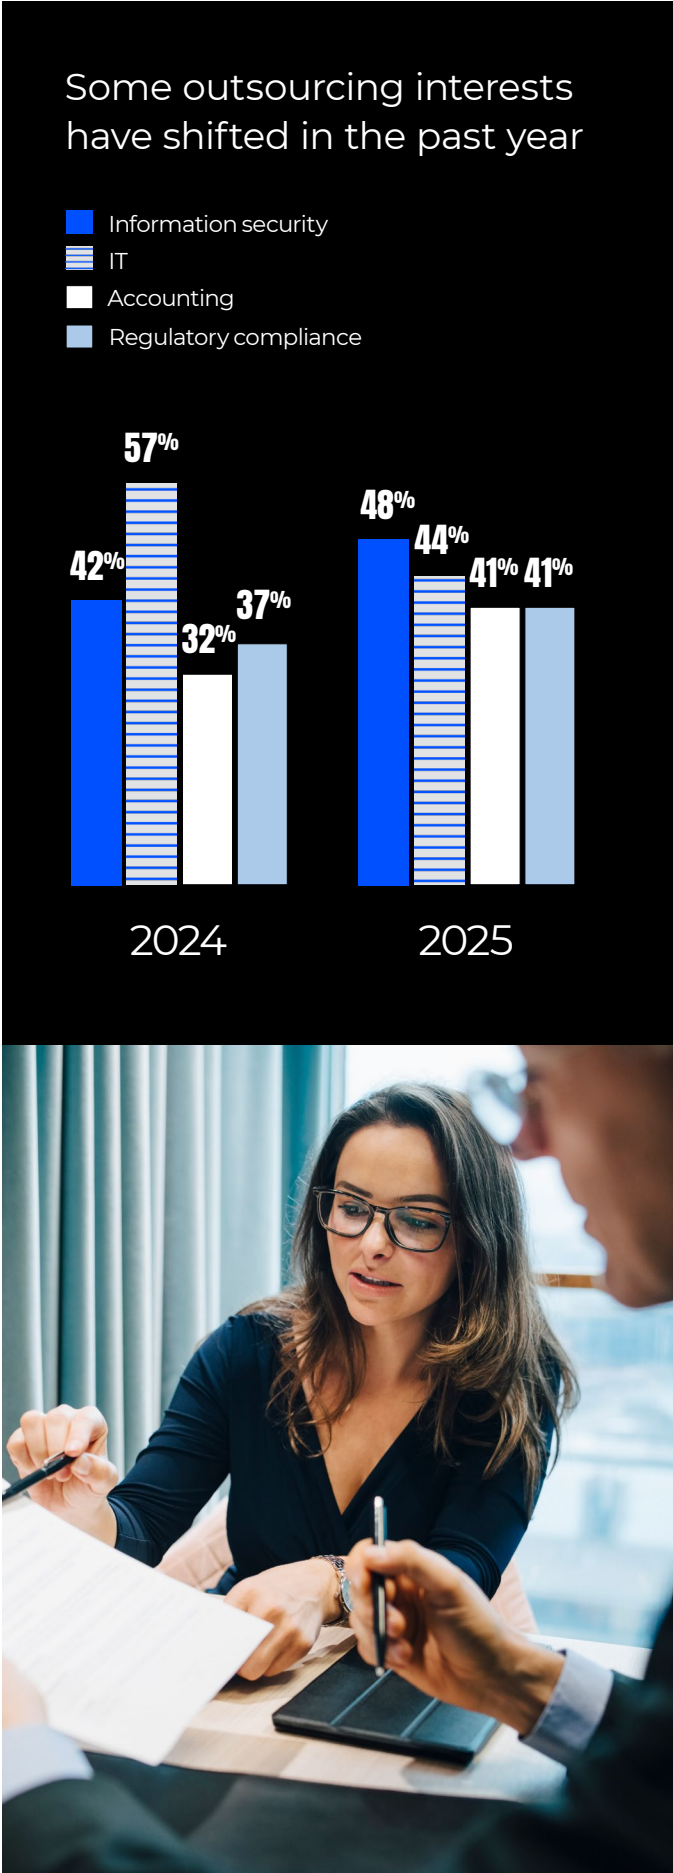 Some outsourcing interests
have shifted in the past year
Information security
IT
Accounting
Regulatory compliance
42%
57%
32%
37%
48%
44%
41%
41%
2024
2025